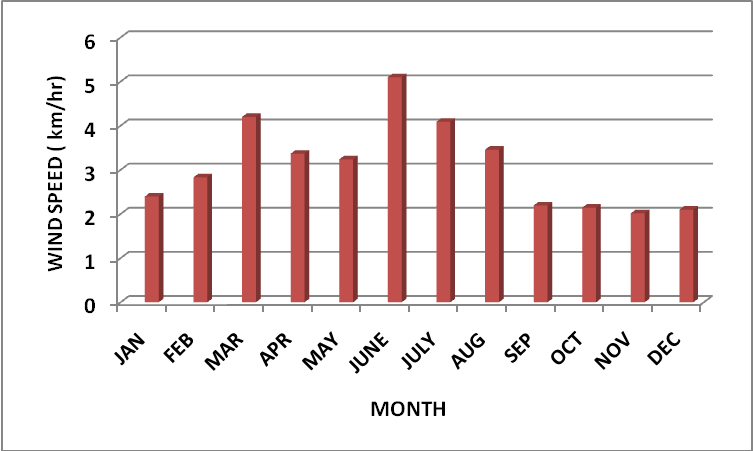 WIND SPEED ( km/hr)
6
5
4
3
2
1
0
JAN
FEB
MAR
APR
MAY
JUNE
JULY
AUG
SEP
OCT
NOV
DEC
MONTH